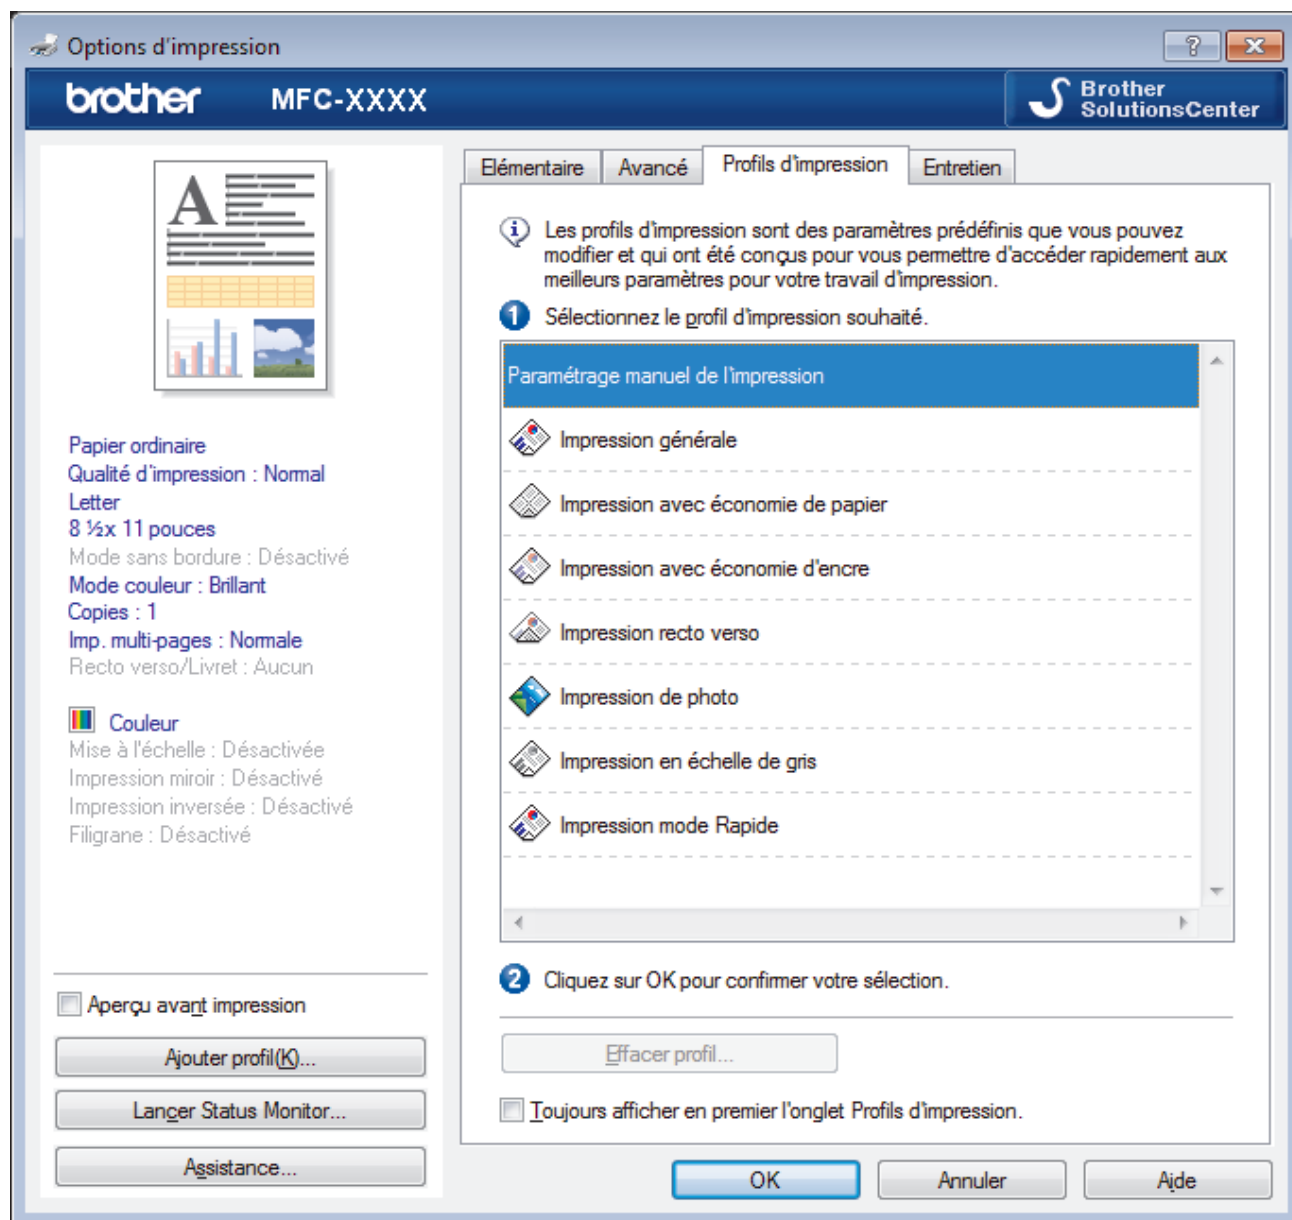 Options d'impression
brother MFC-XXXX
Brother
SolutionsCenter
A
Papier ordinaire
Qualité d'impression : Normal
Letter
8 ½x 11 pouces
Mode sans bordure : Désactivé
Mode couleur : Brillant
Copies : 1
Imp. multi-pages : Normale
Recto verso/Livret : Aucun
Couleur
Mise à l'échelle : Désactivée
Impression miroir : Désactivé
Impression inversée : Désactivé
Filigrane : Désactivé
Aperçu avant impression
Ajouter profil(K)...
Lancer Status Monitor...
Assistance...
Elémentaire Avancé Profils d'impression Entretien
Les profils d'impression sont des paramètres prédéfinis que vous pouvez
modifier et qui ont été conçus pour vous permettre d'accéder rapidement aux
meilleurs paramètres pour votre travail d'impression.
1 Sélectionnez le profil d'impression souhaité.
Paramétrage manuel de l'impression
Impression générale
Impression avec économie de papier
Impression avec économie d'encre
Impression recto verso
Impression de photo
Impression en échelle de gris
Impression mode Rapide
2 Cliquez sur OK pour confirmer votre sélection.
Effacer profil...
Toujours afficher en premier l'onglet Profils d'impression.
OK Annuler Aide